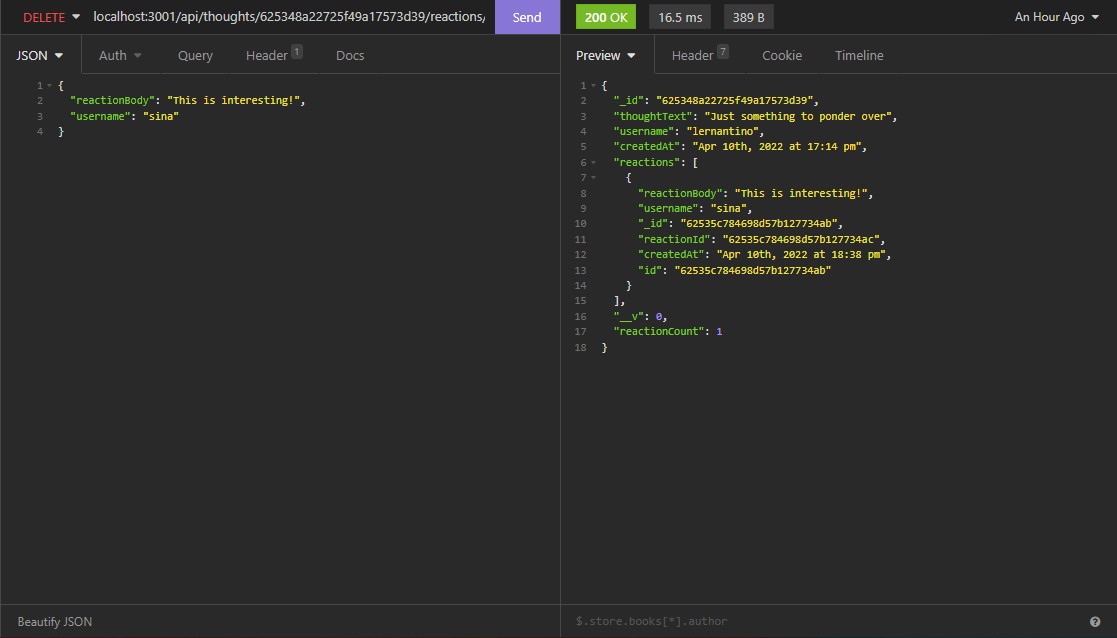 DELETE localhost:3001/api/thoughts/625348a22725f49a17573d39/reactions/ Send 200 OK 16.5 ms 389 B An Hour Ago
JSON Auth Query Header 1 Docs Preview Header 7 Cookie Timeline
1 {
2 "reactionBody": "This is interesting!",
3 "username": "sina"
4 }
1 {
2 "_id": "625348a22725f49a17573d39",
3 "thoughtText": "Just something to ponder over",
4 "username": "lernantino",
5 "createdAt": "Apr 10th, 2022 at 17:14 pm",
6 "reactions": [
7 {
8 "reactionBody": "This is interesting!",
9 "username": "sina",
10 "_id": "62535c784698d57b127734ab",
11 "reactionId": "62535c784698d57b127734ac",
12 "createdAt": "Apr 10th, 2022 at 18:38 pm",
13 "id": "62535c784698d57b127734ab"
14 }
15 ],
16 "__v": 0,
17 "reactionCount": 1
18 }
Beautify JSON $.store.books[*].author ?